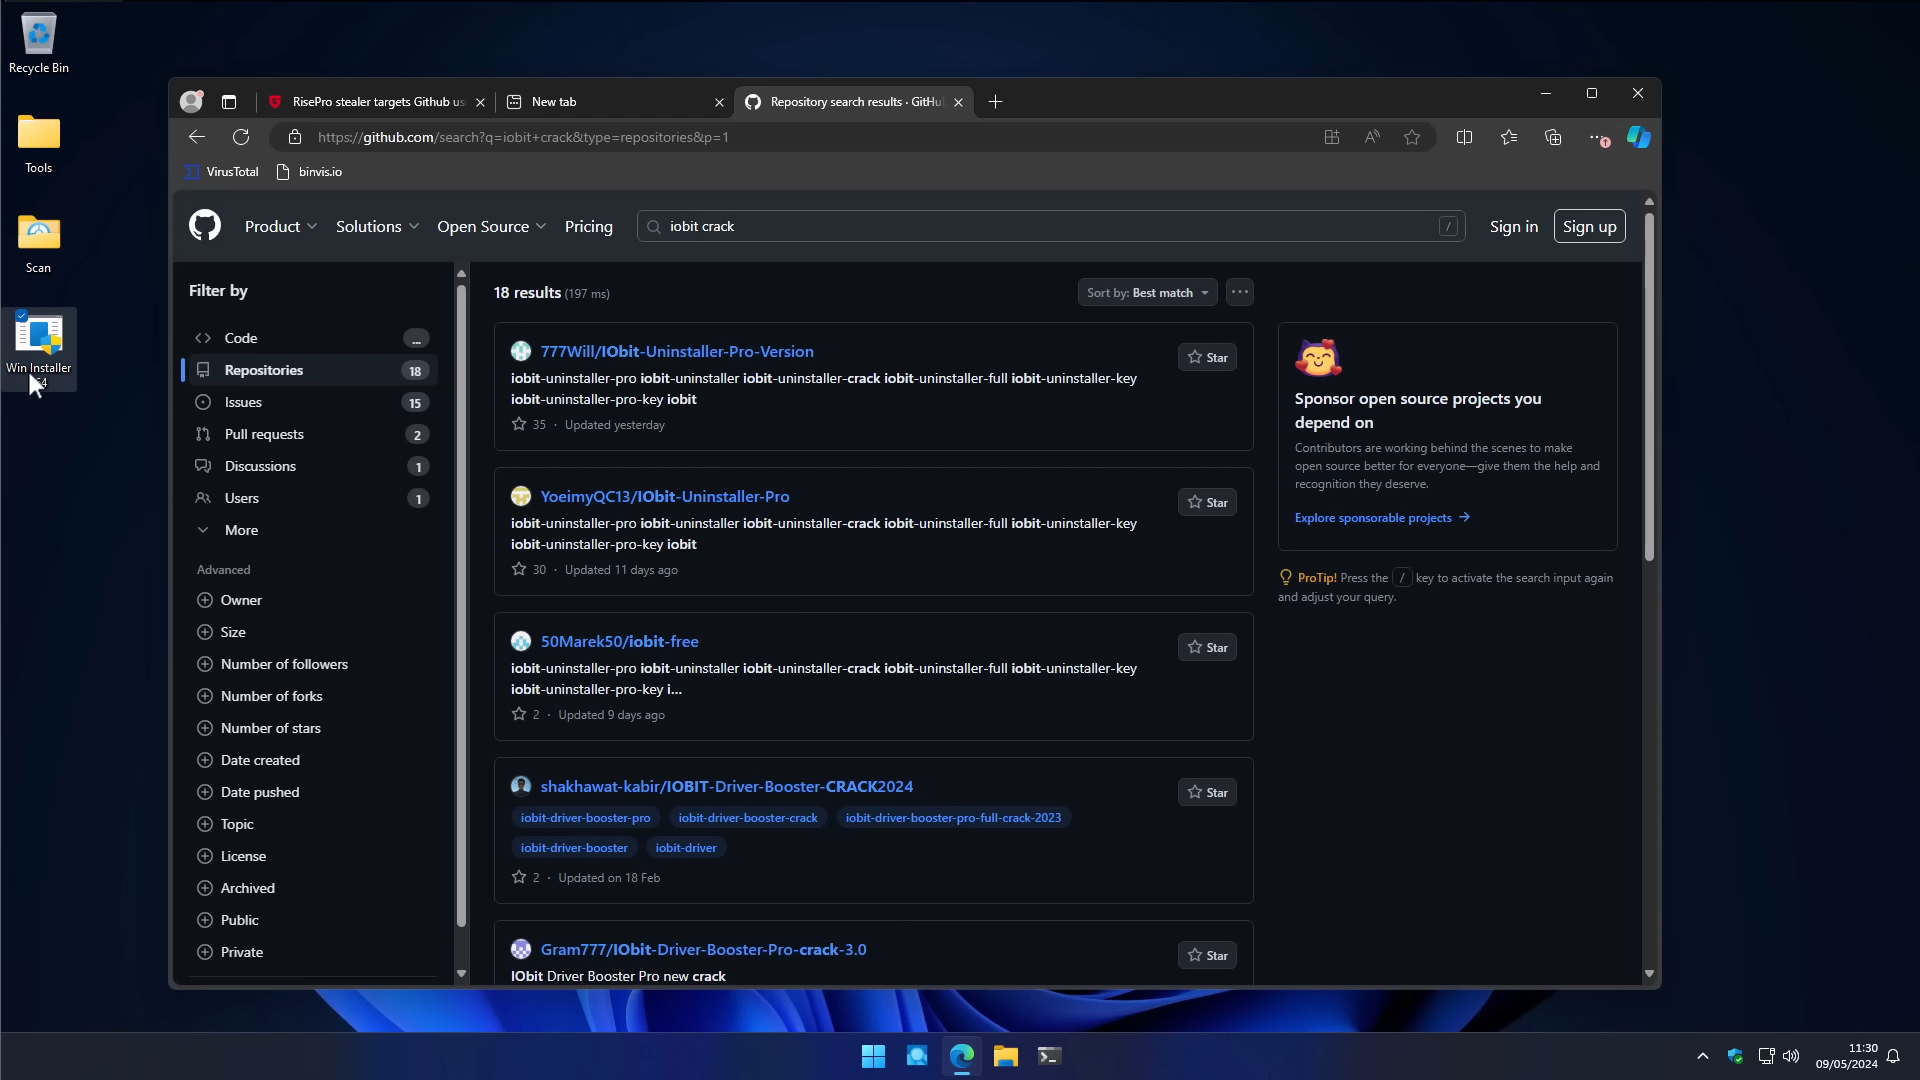 Recycle Bin
Tools
Scan
Win Installer
RisePro stealer targets Github us
New tab
Repository search results · GitHu
https://github.com/search?q=iobit+crack&type=repositories&p=1
VirusTotal
binvis.io
Product
Solutions
Open Source
Pricing
iobit crack
/
Sign in
Sign up
Filter by
Code
...
Repositories
18
Issues
15
Pull requests
2
Discussions
1
Users
1
More
Advanced
Owner
Size
Number of followers
Number of forks
Number of stars
Date created
Date pushed
Topic
License
Archived
Public
Private
18 results (197 ms)
Sort by: Best match
777Will/IObit-Uninstaller-Pro-Version
Star
iobit-uninstaller-pro iobit-uninstaller iobit-uninstaller-crack iobit-uninstaller-full iobit-uninstaller-key
iobit-uninstaller-pro-key iobit
35 · Updated yesterday
YoeimyQC13/IObit-Uninstaller-Pro
Star
iobit-uninstaller-pro iobit-uninstaller iobit-uninstaller-crack iobit-uninstaller-full iobit-uninstaller-key
iobit-uninstaller-pro-key iobit
30 · Updated 11 days ago
50Marek50/iobit-free
Star
iobit-uninstaller-pro iobit-uninstaller iobit-uninstaller-crack iobit-uninstaller-full iobit-uninstaller-key
iobit-uninstaller-pro-key i...
2 · Updated 9 days ago
shakhawat-kabir/IOBIT-Driver-Booster-CRACK2024
Star
iobit-driver-booster-pro iobit-driver-booster-crack iobit-driver-booster-pro-full-crack-2023
iobit-driver-booster iobit-driver
2 · Updated on 18 Feb
Gram777/IObit-Driver-Booster-Pro-crack-3.0
Star
IObit Driver Booster Pro new crack
Sponsor open source projects you
depend on
Contributors are working behind the scenes to make
open source better for everyone—give them the help and
recognition they deserve.
Explore sponsorable projects
ProTip! Press the / key to activate the search input again
and adjust your query.
11:30
09/05/2024